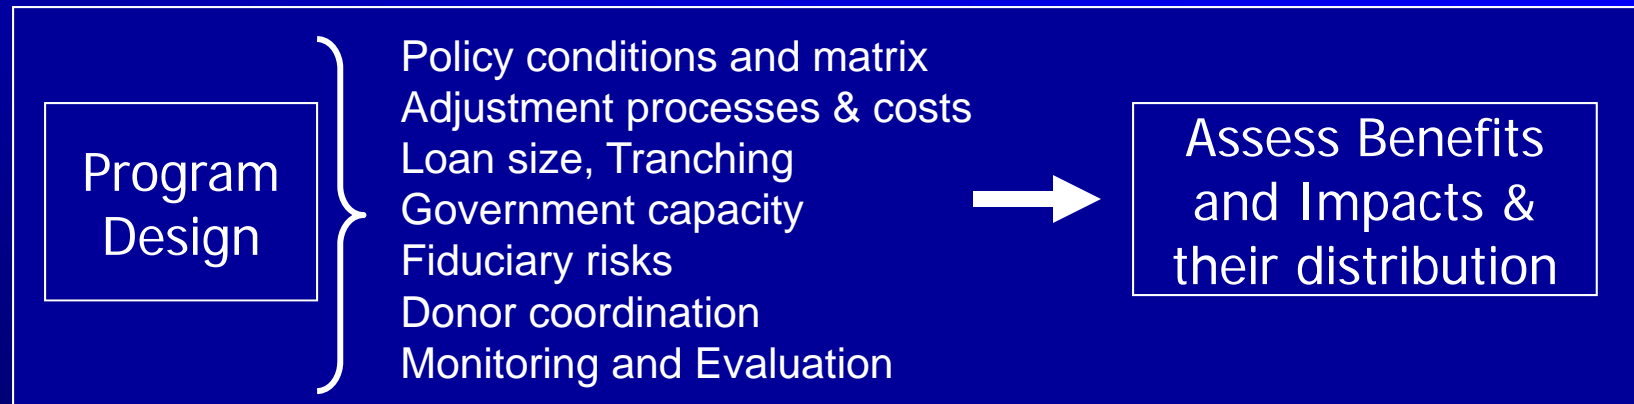 Program
Design
Policy conditions and matrix
Adjustment processes & costs
Loan size, Tranching
Government capacity
Fiduciary risks
Donor coordination
Monitoring and Evaluation
Assess Benefits
and Impacts &
their distribution